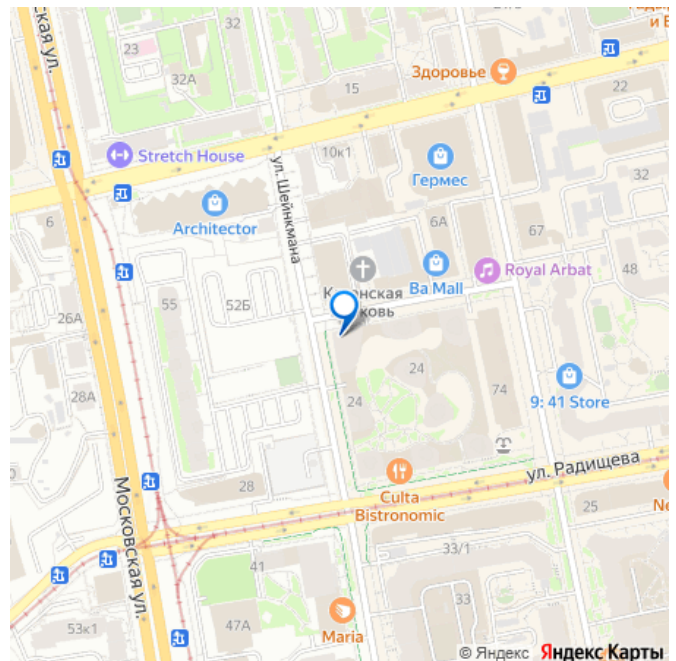 32
23
32А
Здоровье
22
15
Stretch House
10к1
Гермес
ул. Шейнкмана
32
6
Architector
6А
67
Royal Arbat
48
Ba Mall
55
52Б
26А
28А
24
24
74
9: 41 Store
ул. Радищева
28
Culta
Bistronomic
25
Московская ул.
33/1
41
33
53к1
47А
Maria
© Яндекс Яндекс Карты